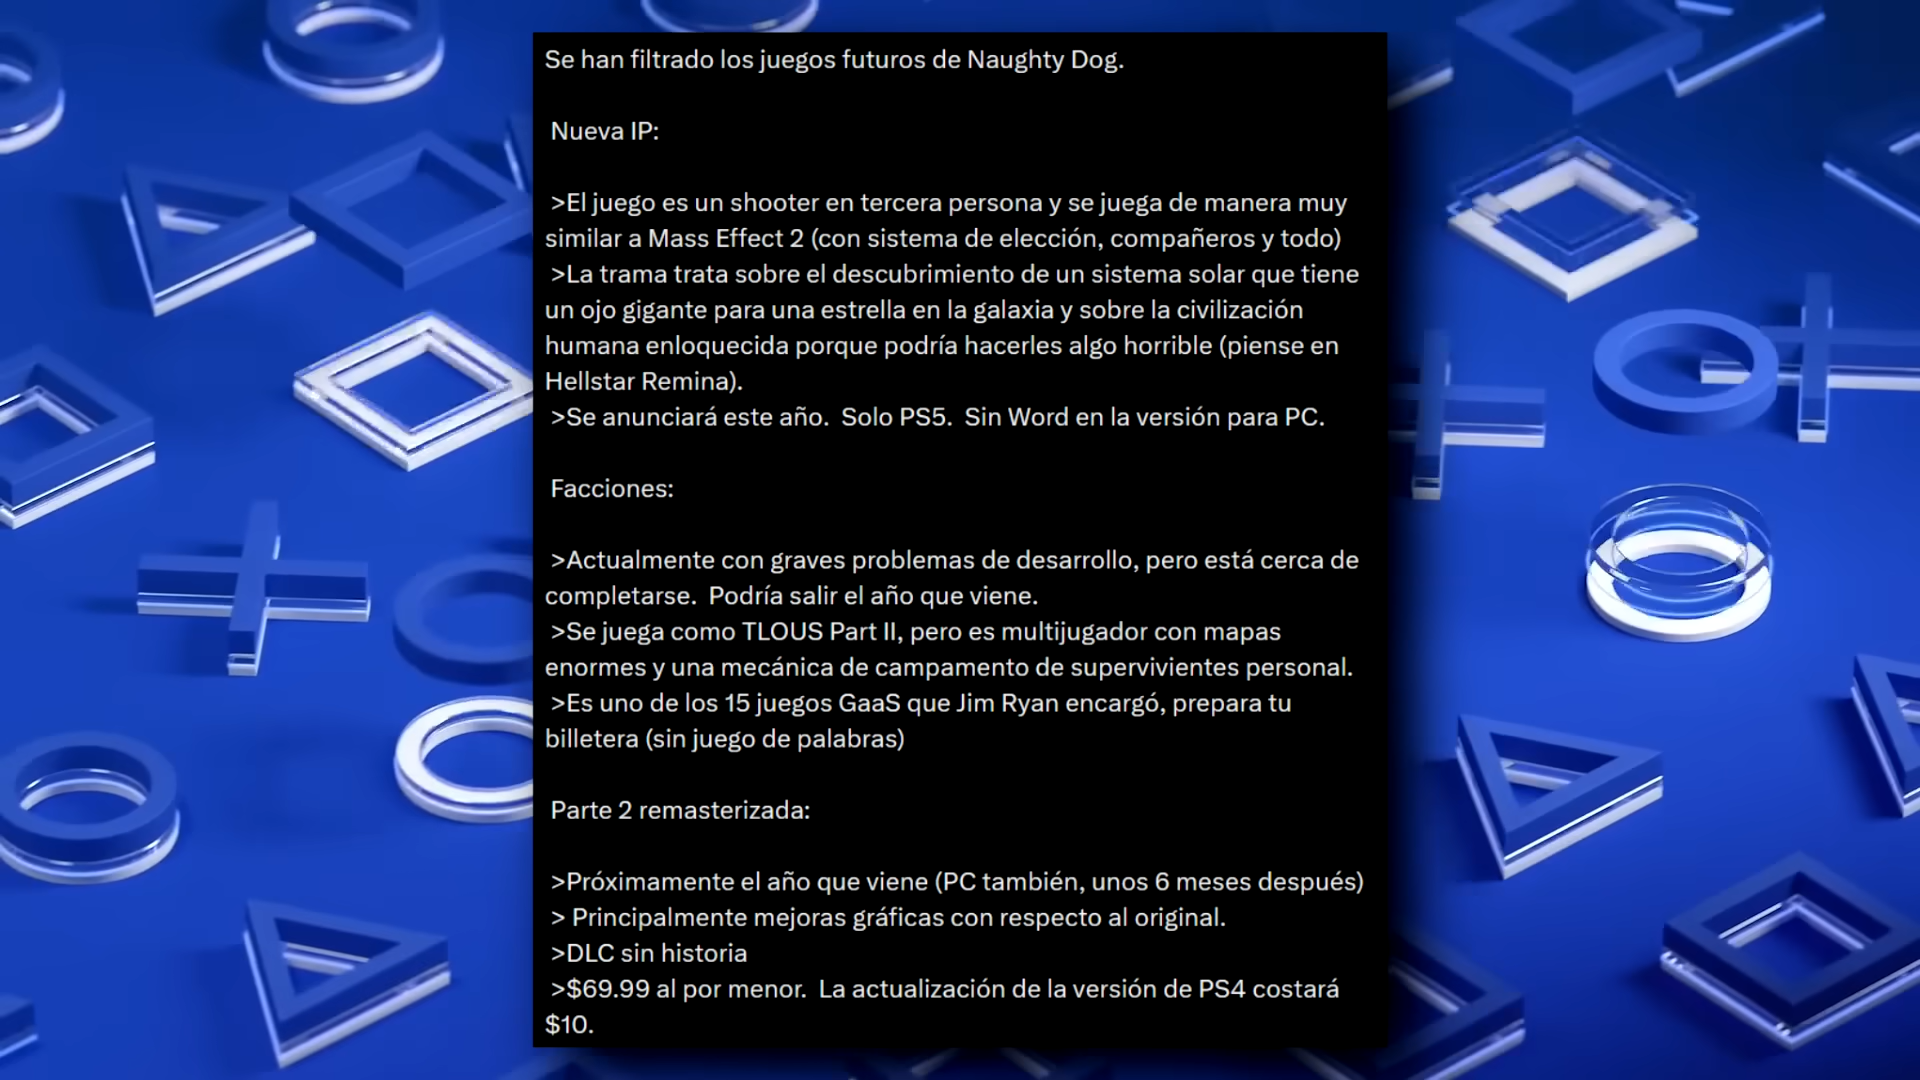 Se han filtrado los juegos futuros de Naughty Dog.
Nueva IP:
>El juego es un shooter en tercera persona y se juega de manera muy
similar a Mass Effect 2 (con sistema de elección, compañeros y todo)
>La trama trata sobre el descubrimiento de un sistema solar que tiene
un ojo gigante para una estrella en la galaxia y sobre la civilización
humana enloquecida porque podría hacerles algo horrible (piense en
Hellstar Remina).
>Se anunciará este año.  Solo PS5.  Sin Word en la versión para PC.
Facciones:
>Actualmente con graves problemas de desarrollo, pero está cerca de
completarse.  Podría salir el año que viene.
>Se juega como TLOUS Part II, pero es multijugador con mapas
enormes y una mecánica de campamento de supervivientes personal.
>Es uno de los 15 juegos GaaS que Jim Ryan encargó, prepara tu
billetera (sin juego de palabras)
Parte 2 remasterizada:
>Próximamente el año que viene (PC también, unos 6 meses después)
> Principalmente mejoras gráficas con respecto al original.
>DLC sin historia
>$69.99 al por menor.  La actualización de la versión de PS4 costará
$10.